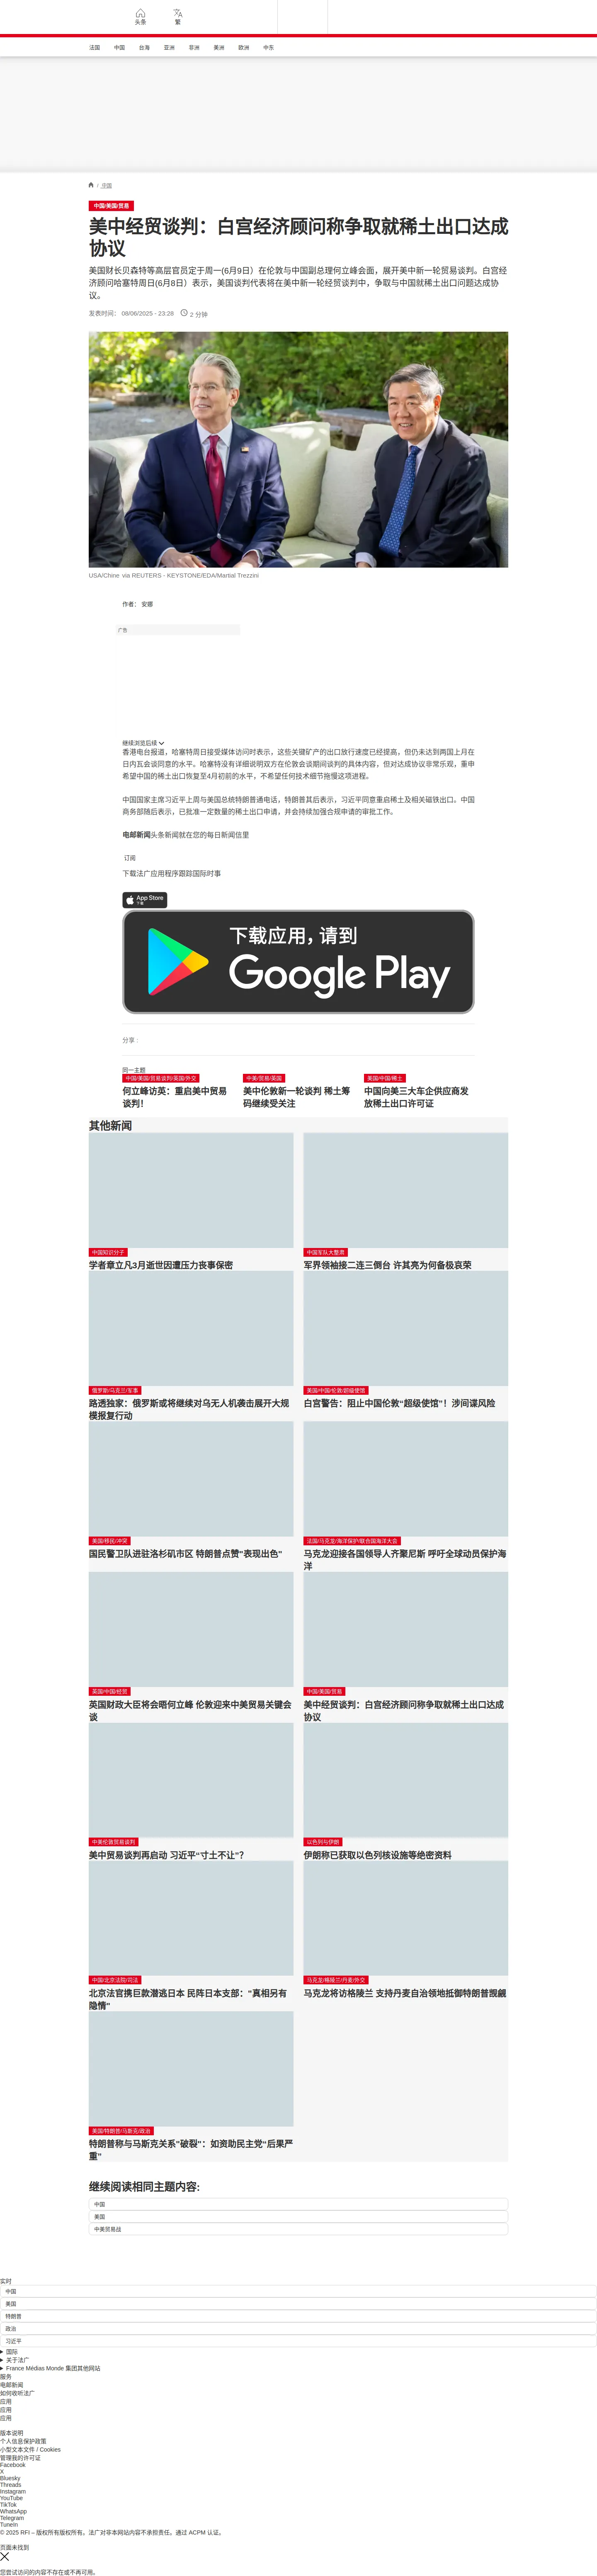 头条
繁
法国
中国
台海
亚洲
非洲
美洲
欧洲
中东
/ 中国
中国/美国/贸易
美中经贸谈判：白宫经济顾问称争取就稀土出口达成
协议
美国财长贝森特等高层官员定于周一(6月9日）在伦敦与中国副总理何立峰会面，展开美中新一轮贸易谈判。白宫经
济顾问哈塞特周日(6月8日）表示，美国谈判代表将在美中新一轮经贸谈判中，争取与中国就稀土出口问题达成协
议。
发表时间： 08/06/2025 - 23:28
2 分钟
USA/Chine via REUTERS - KEYSTONE/EDA/Martial Trezzini
作者： 安娜
广告
继续浏览后续
香港电台报道，哈塞特周日接受媒体访问时表示，这些关键矿产的出口放行速度已经提高，但仍未达到两国上月在
日内瓦会谈同意的水平。哈塞特没有详细说明双方在伦敦会谈期间谈判的具体内容，但对达成协议非常乐观，重申
希望中国的稀土出口恢复至4月初前的水平，不希望任何技术细节拖慢这项进程。
中国国家主席习近平上周与美国总统特朗普通电话，特朗普其后表示，习近平同意重启稀土及相关磁铁出口。中国
商务部随后表示，已批准一定数量的稀土出口申请，并会持续加强合规申请的审批工作。
电邮新闻头条新闻就在您的每日新闻信里
订阅
下载法广应用程序跟踪国际时事
App Store
下载
下载应用，请到
Google Play
分享 :
同一主题
中国/美国/贸易谈判/英国/外交
何立峰访英：重启美中贸易
谈判！
中美/贸易/英国
美中伦敦新一轮谈判 稀土筹
码继续受关注
美国/中国/稀土
中国向美三大车企供应商发
放稀土出口许可证
其他新闻
中国知识分子
学者章立凡3月逝世因遭压力丧事保密
中国军队大整肃
军界领袖接二连三倒台 许其亮为何备极哀荣
俄罗斯/乌克兰/军事
路透独家：俄罗斯或将继续对乌无人机袭击展开大规
模报复行动
英国/中国/伦敦/超级使馆
白宫警告：阻止中国伦敦"超级使馆"！涉间谍风险
美国/移民/冲突
国民警卫队进驻洛杉矶市区 特朗普点赞"表现出色"
法国/马克龙/海洋保护/联合国海洋大会
马克龙迎接各国领导人齐聚尼斯 呼吁全球动员保护海
洋
英国/中国/经贸
英国财政大臣将会晤何立峰 伦敦迎来中美贸易关键会
谈
中国/美国/贸易
美中经贸谈判：白宫经济顾问称争取就稀土出口达成
协议
中美伦敦贸易谈判
美中贸易谈判再启动 习近平“寸土不让”？
以色列与伊朗
伊朗称已获取以色列核设施等绝密资料
中国/北京法院/司法
北京法官携巨款潜逃日本 民阵日本支部："真相另有
隐情"
马克龙/格陵兰/丹麦/外交
马克龙将访格陵兰 支持丹麦自治领地抵御特朗普觊觎
美国/特朗普/马斯克/政治
特朗普称与马斯克关系"破裂"：如资助民主党"后果严
重"
继续阅读相同主题内容:
中国
美国
中美贸易战
实时
中国
美国
特朗普
政治
习近平
国际
关于法广
France Médias Monde 集团其他网站
服务
电邮新闻
如何收听法广
应用
应用
应用
版本说明
个人信息保护政策
小型文本文件 / Cookies
管理我的许可证
Facebook
X
Bluesky
Threads
Instagram
YouTube
TikTok
WhatsApp
Telegram
TuneIn
© 2025 RFI – 版权所有版权所有。法广对非本网站内容不承担责任。通过 ACPM 认证。
页面未找到
您尝试访问的内容不存在或不再可用。